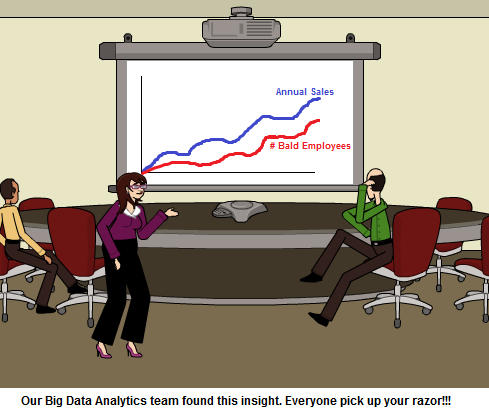 Annual Sales
# Bald Employees
Our Big Data Analytics team found this insight. Everyone pick up your razor!!!